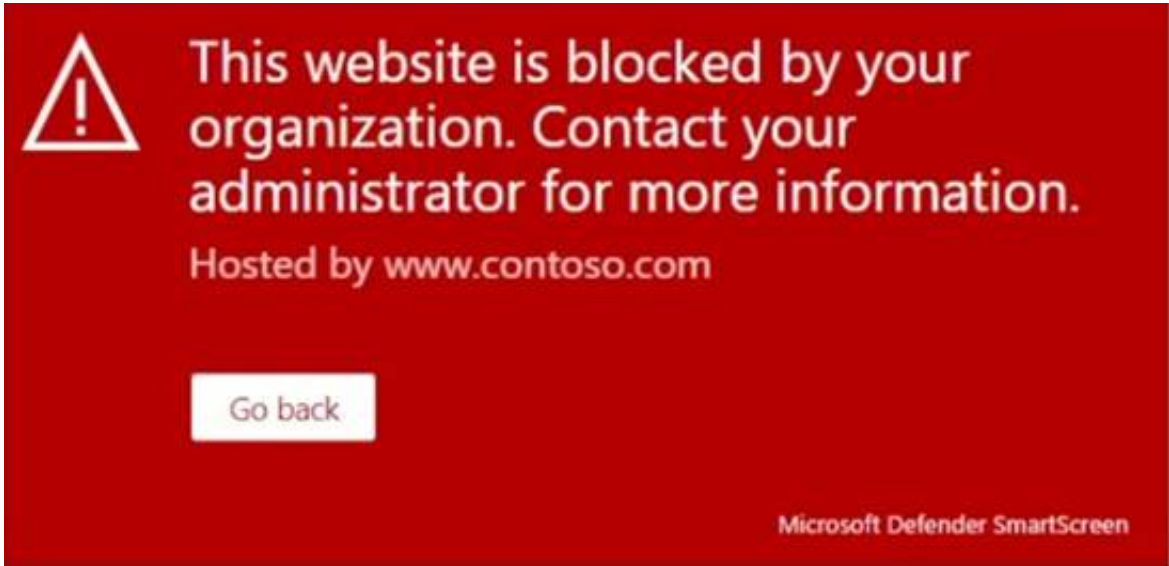 This website is blocked by your
organization. Contact your
administrator for more information.
Hosted by www.contoso.com
Go back
Microsoft Defender SmartScreen